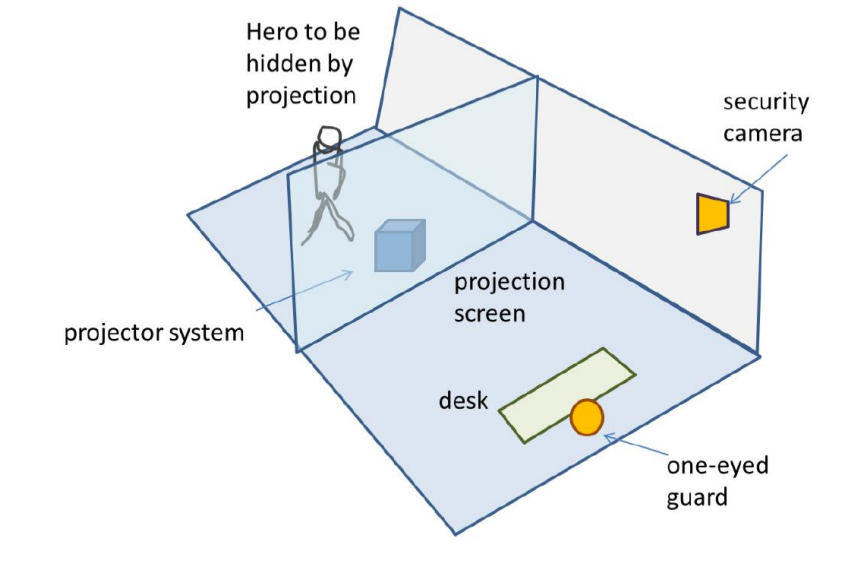 Hero to be
hidden by
projection
security
camera
projection
screen
projector system
desk
one-eyed
guard